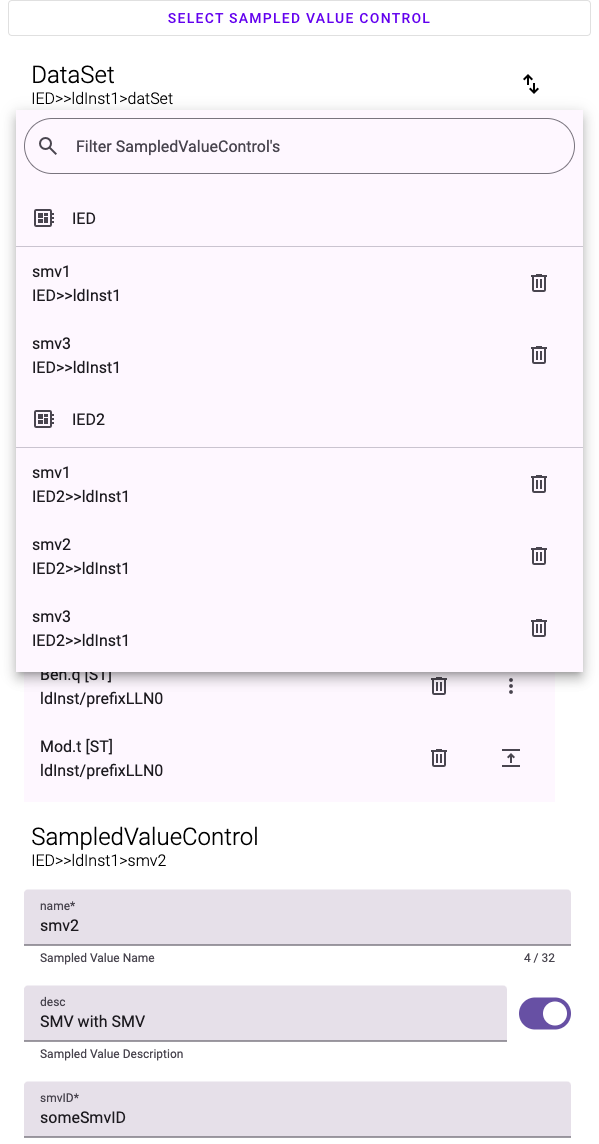 SELECT SAMPLED VALUE CONTROL
DataSet
IED>>ldInst1>datSet
Filter SampledValueControl's
IED
smv1
IED>>ldInst1
smv3
IED>>ldInst1
IED2
smv1
IED2>>ldInst1
smv2
IED2>>ldInst1
smv3
IED2>>ldInst1
Beh.q [ST]
ldInst/prefixLLN0
Mod.t [ST]
ldInst/prefixLLN0
SampledValueControl
IED>>ldInst1>smv2
name*
smv2
Sampled Value Name 4 / 32
desc
SMV with SMV
Sampled Value Description
smvID*
someSmvID